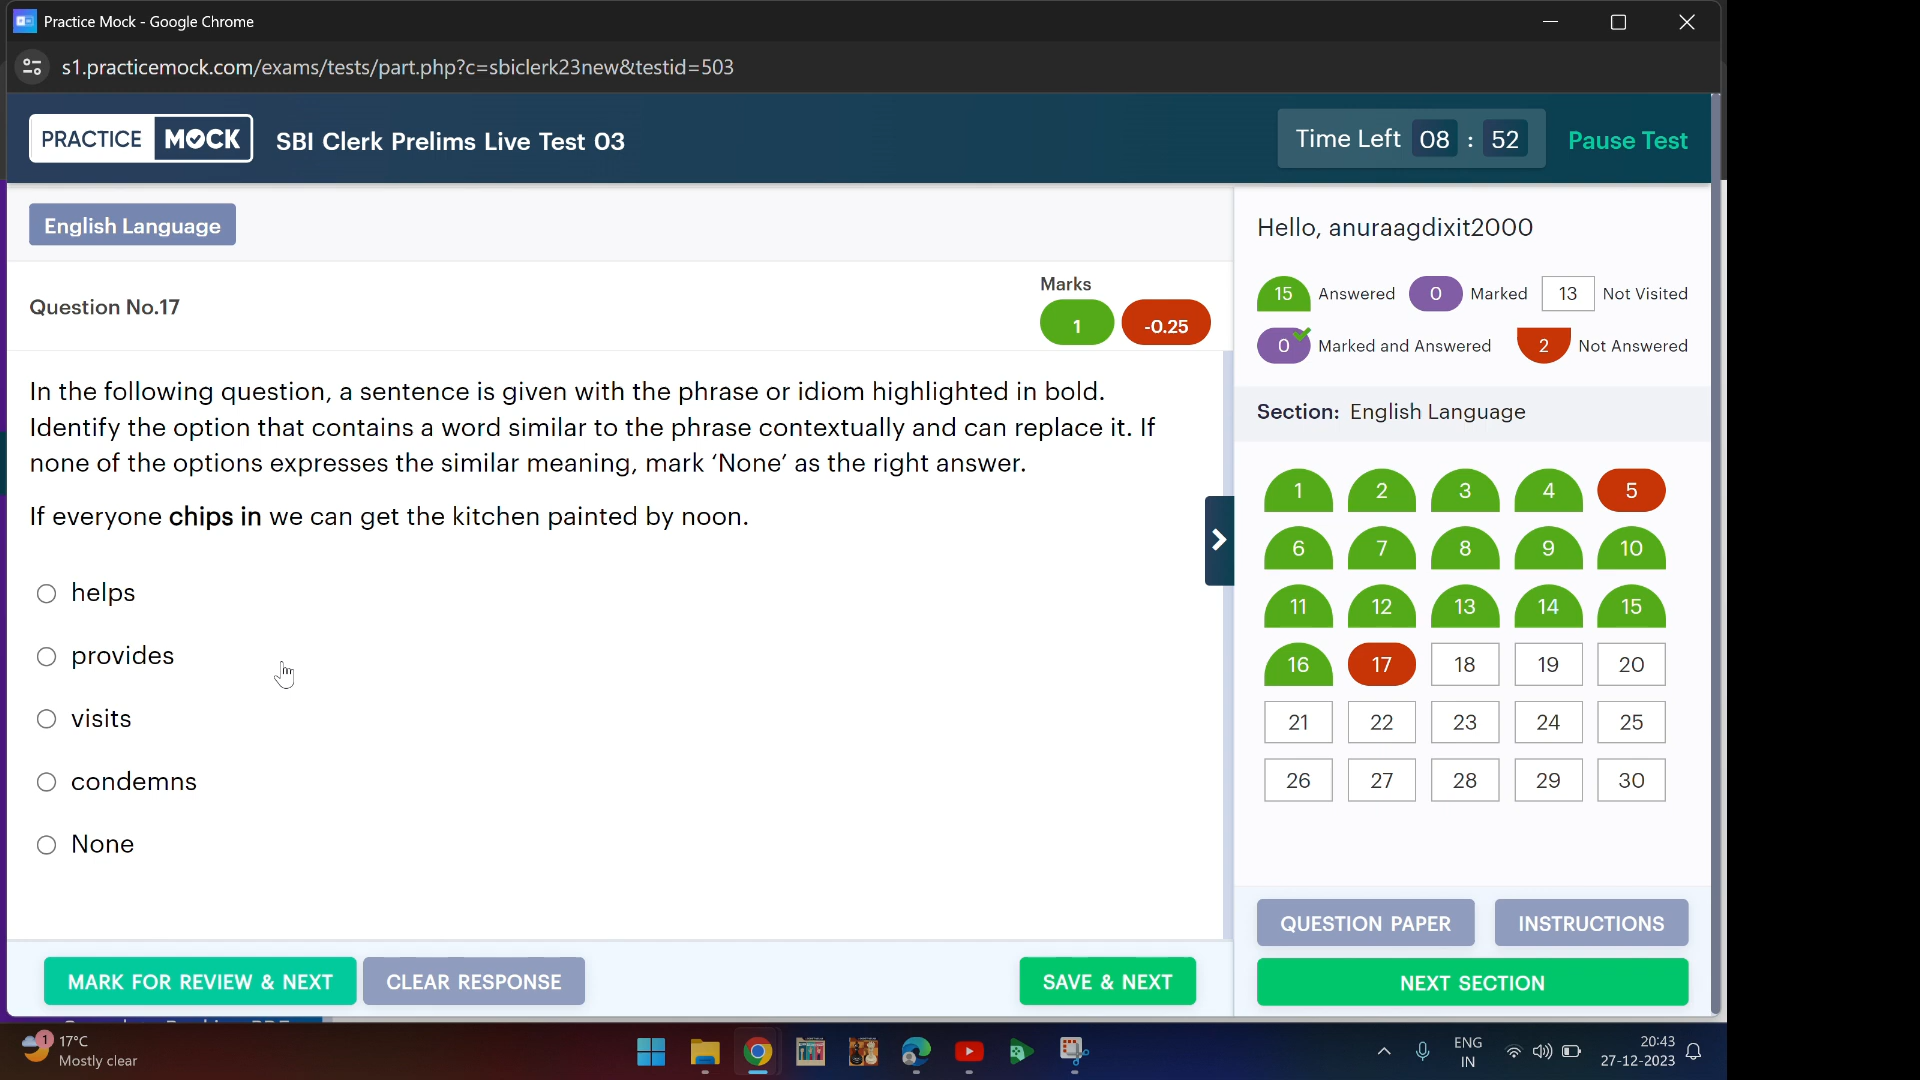 Practice Mock - Google Chrome
s1.practicemock.com/exams/tests/part.php?c=sbiclerk23new&testid=503
PRACTICE MOCK SBI Clerk Prelims Live Test 03 Time Left 08 : 52 Pause Test
English Language
Hello, anuraagdixit2000
Question No.17
Marks
1 -0.25
15 Answered 0 Marked 13 Not Visited
0 Marked and Answered 2 Not Answered
In the following question, a sentence is given with the phrase or idiom highlighted in bold.
Identify the option that contains a word similar to the phrase contextually and can replace it. If
none of the options expresses the similar meaning, mark ‘None’ as the right answer.
If everyone chips in we can get the kitchen painted by noon.
helps
provides
visits
condemns
None
Section: English Language
1 2 3 4 5
6 7 8 9 10
11 12 13 14 15
16 17 18 19 20
21 22 23 24 25
26 27 28 29 30
QUESTION PAPER INSTRUCTIONS
MARK FOR REVIEW & NEXT CLEAR RESPONSE SAVE & NEXT NEXT SECTION
1 17°C
Mostly clear
ENG
IN
20:43
27-12-2023